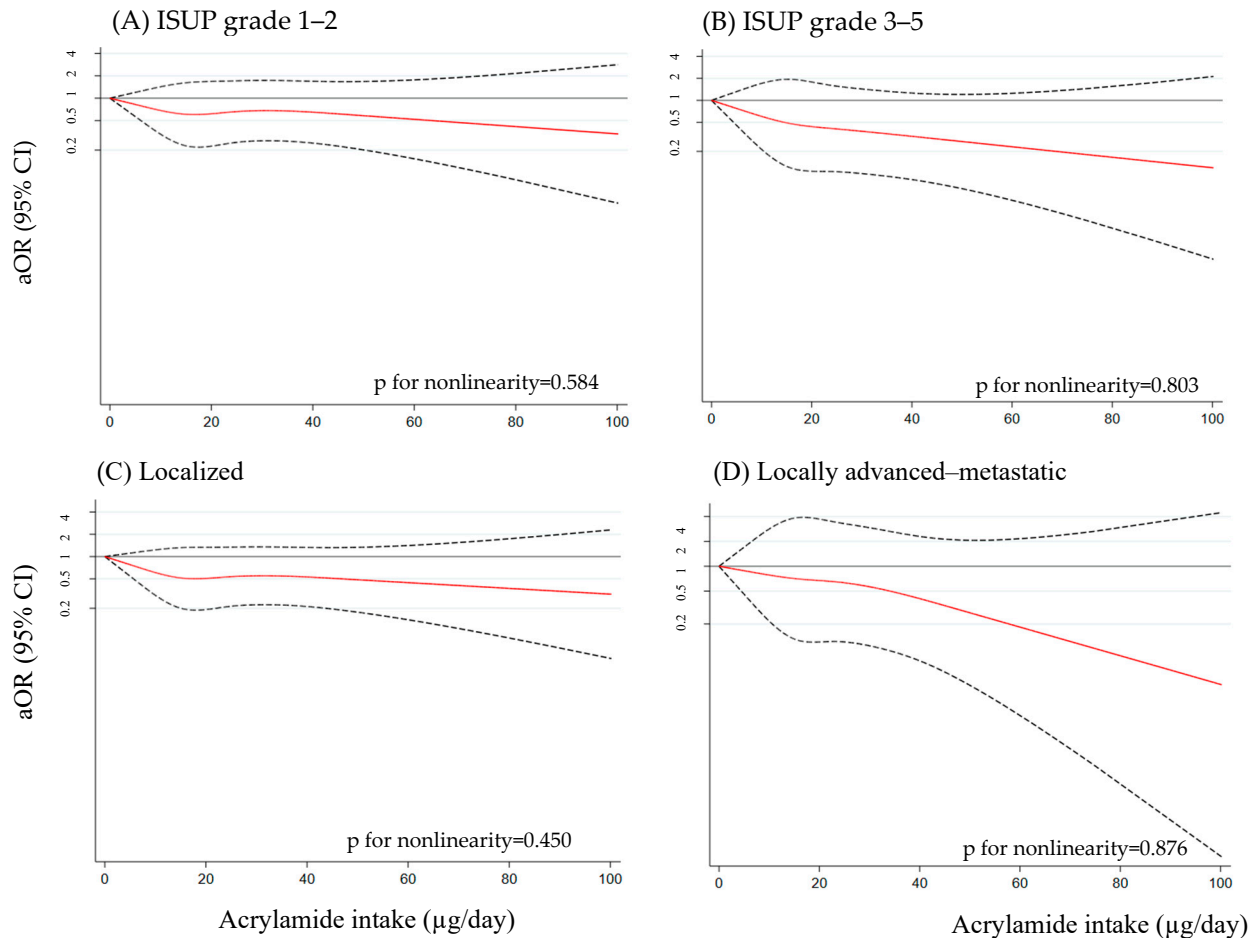 (A) ISUP grade 1–2
(B) ISUP grade 3–5
aOR (95% CI)
4
2
1
0.5
0.2
4
2
1
0.5
0.2
p for nonlinearity=0.584
p for nonlinearity=0.803
0 20 40 60 80 100
0 20 40 60 80 100
(C) Localized
(D) Locally advanced–metastatic
aOR (95% CI)
4
2
1
0.5
0.2
4
2
1
0.5
0.2
p for nonlinearity=0.450
p for nonlinearity=0.876
0 20 40 60 80 100
0 20 40 60 80 100
Acrylamide intake (µg/day)
Acrylamide intake (µg/day)